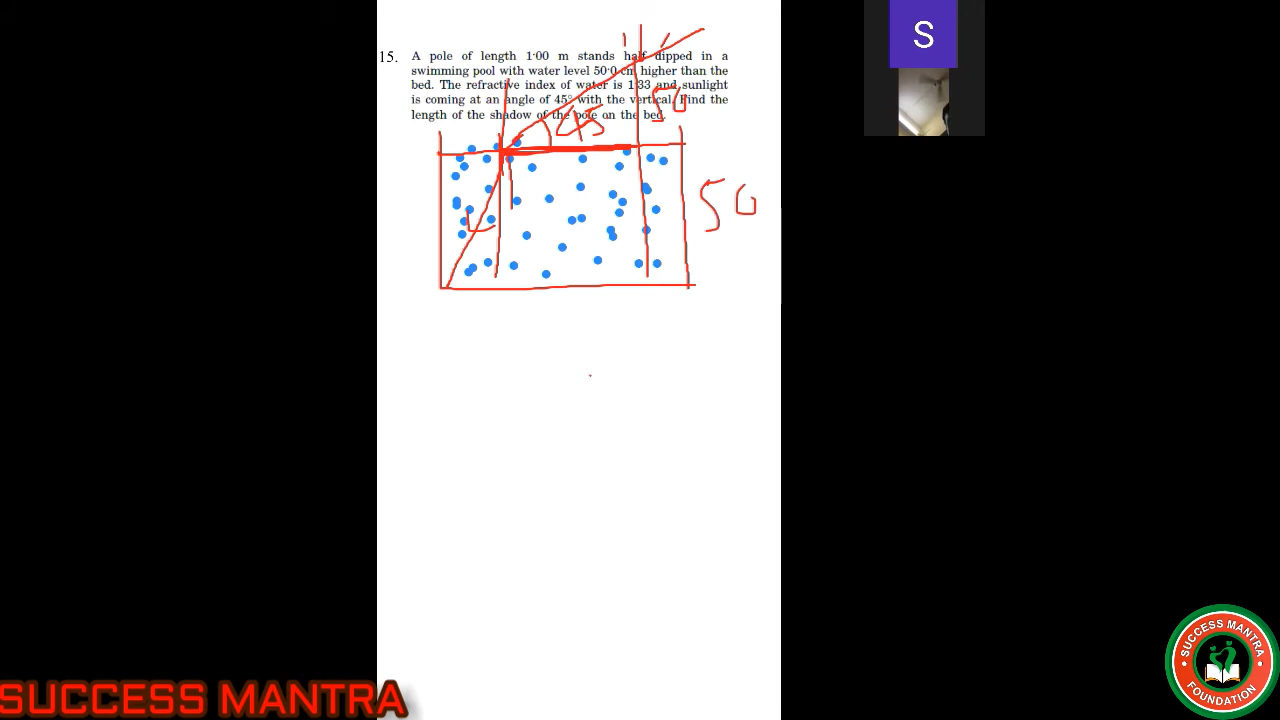 15. A pole of length 1·00 m stands half dipped in a
swimming pool with water level 50·0 cm higher than the
bed. The refractive index of water is 1·33 and sunlight
is coming at an angle of 45° with the vertical. Find the
length of the shadow of the pole on the bed.
45
50
50
S
SUCCESS MANTRA
FOUNDATION
SUCCESS MANTRA